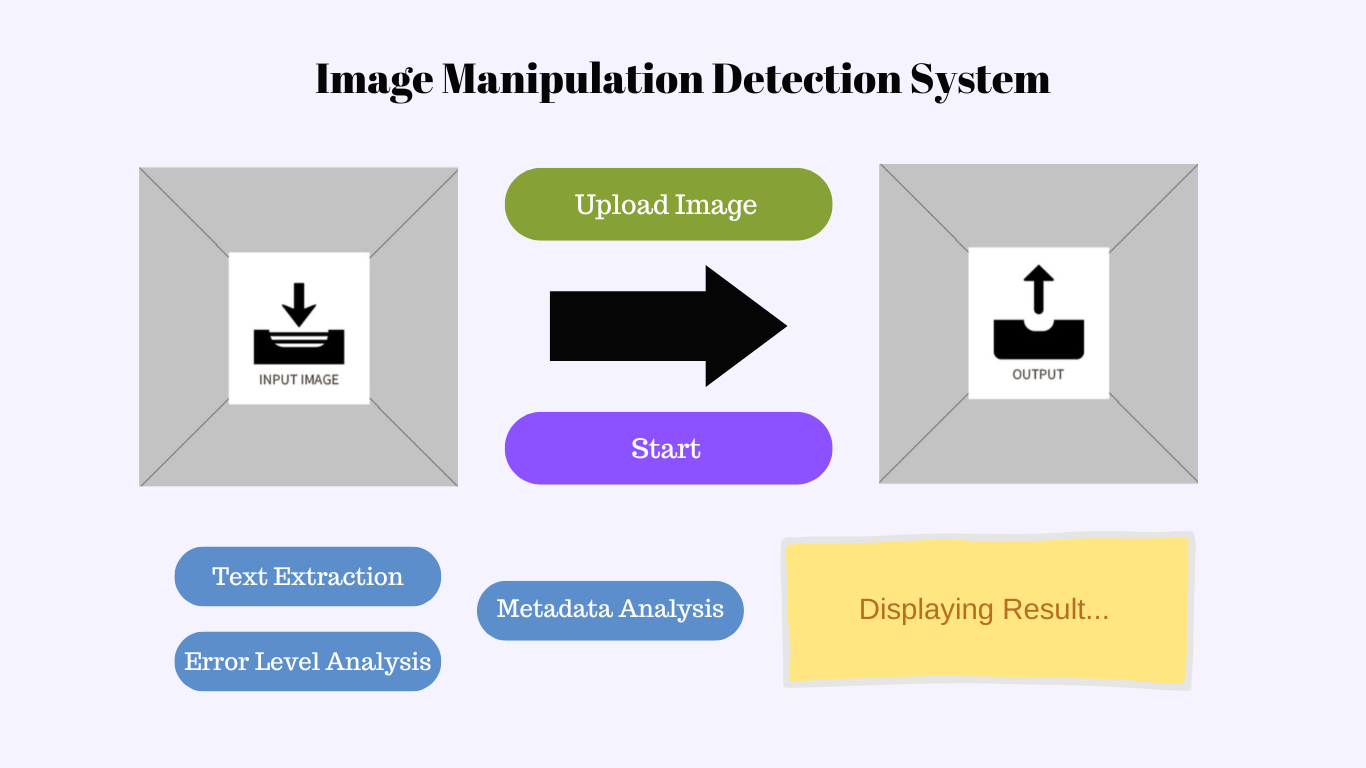 Image Manipulation Detection System
Upload Image
INPUT IMAGE
OUTPUT
Start
Text Extraction
Metadata Analysis
Displaying Result...
Error Level Analysis